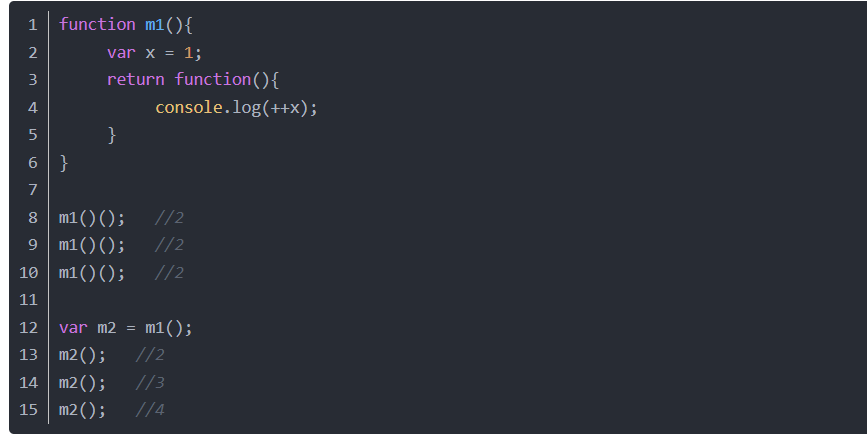 1 function m1(){
2     var x = 1;
3     return function(){
4          console.log(++x);
5     }
6 }
7
8 m1()();   //2
9 m1()();   //2
10 m1()();   //2
11
12 var m2 = m1();
13 m2();   //2
14 m2();   //3
15 m2();   //4